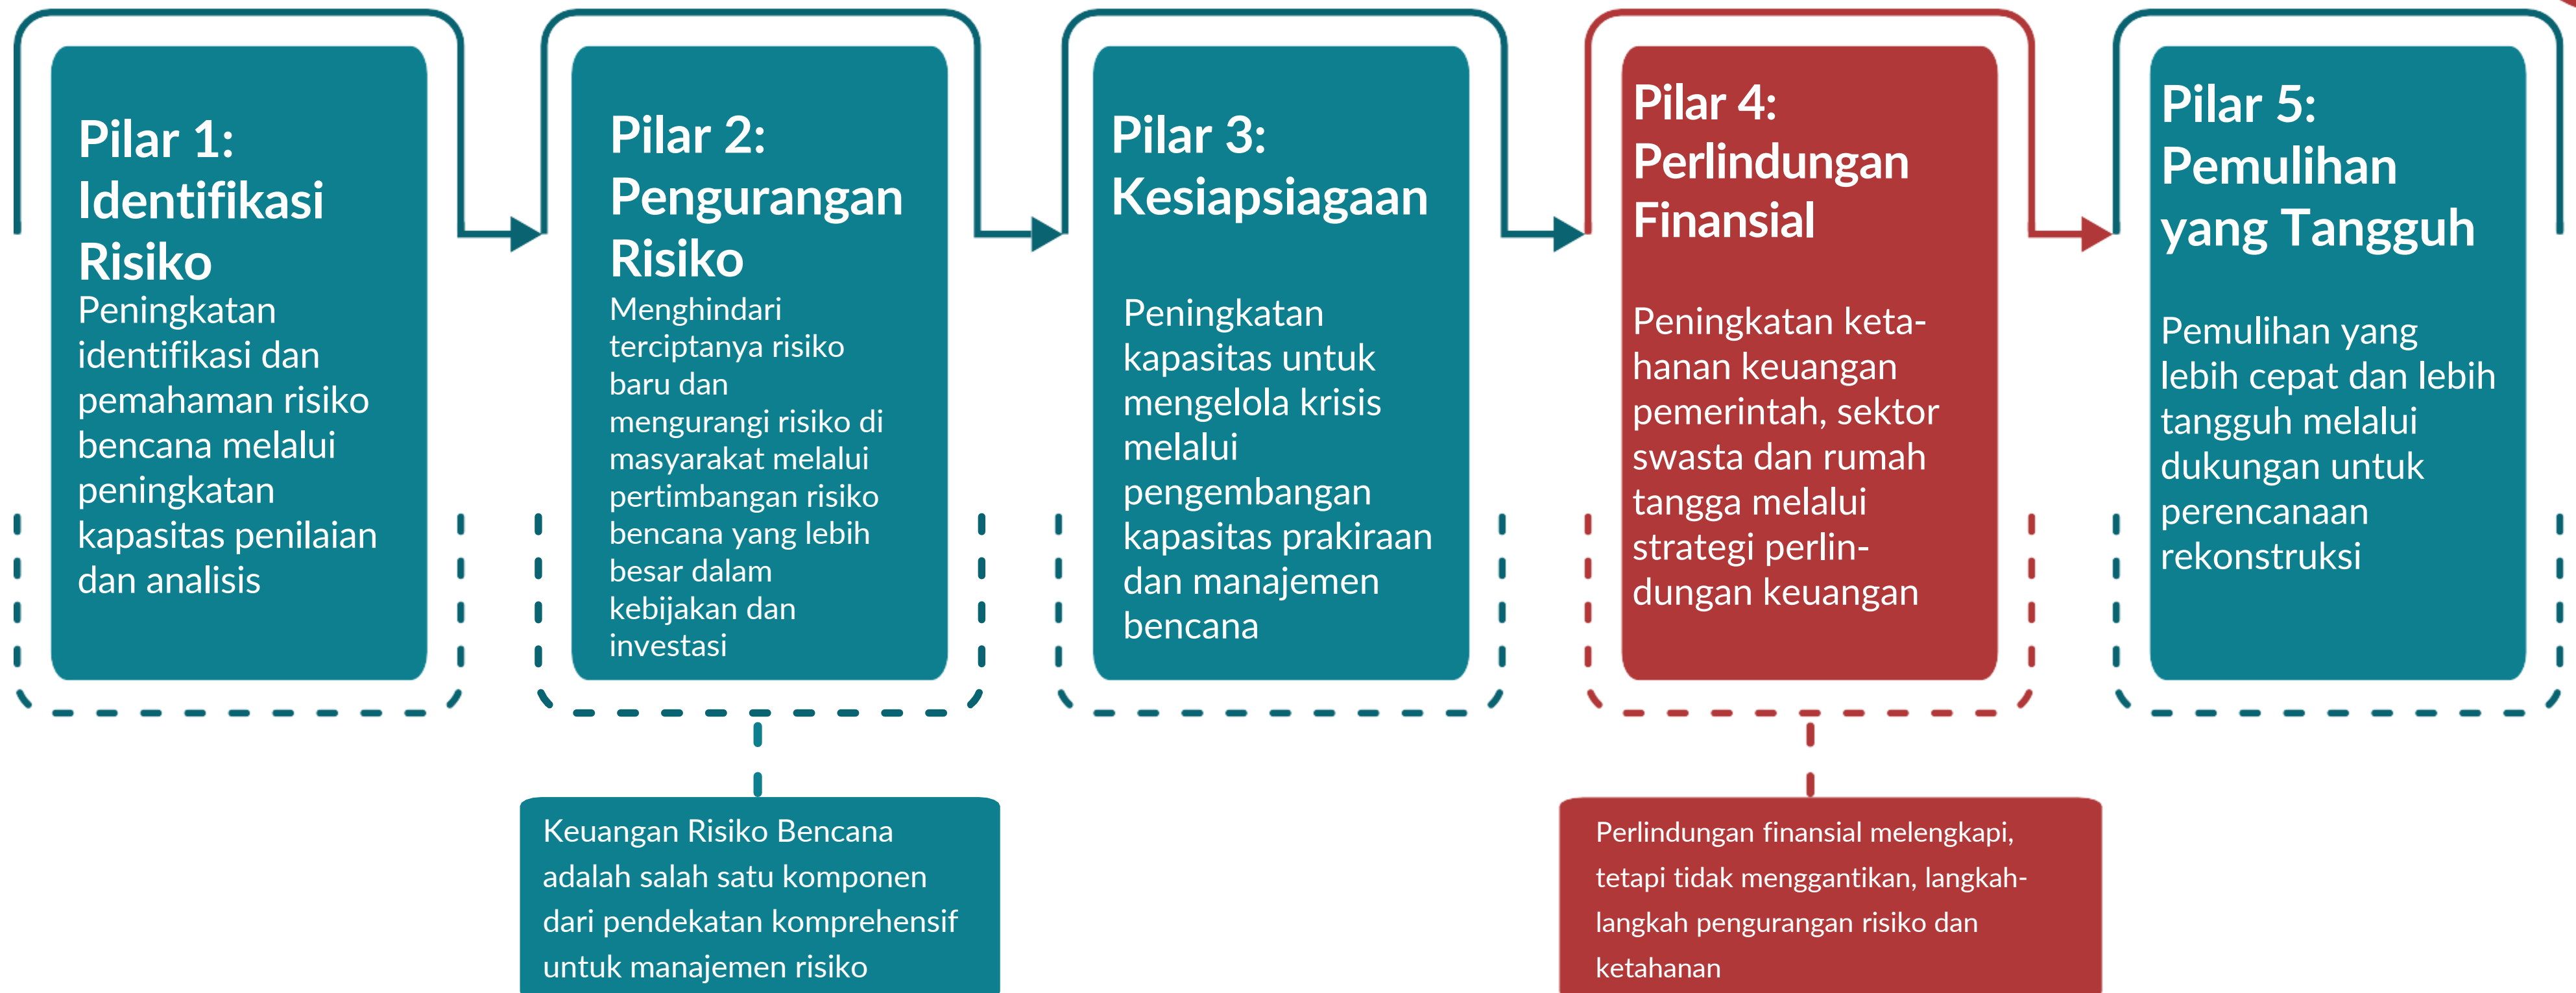 Pilar 1:
Identifikasi
Risiko
Peningkatan
identifikasi dan
pemahaman risiko
bencana melalui
peningkatan
kapasitas penilaian
dan analisis
Pilar 2:
Pengurangan
Risiko
Menghindari
terciptanya risiko
baru dan
mengurangi risiko di
masyarakat melalui
pertimbangan risiko
bencana yang lebih
besar dalam
kebijakan dan
investasi
Pilar 3:
Kesiapsiagaan
Peningkatan
kapasitas untuk
mengelola krisis
melalui
pengembangan
kapasitas prakiraan
dan manajemen
bencana
Pilar 4:
Perlindungan
Finansial
Peningkatan keta-
hanan keuangan
pemerintah, sektor
swasta dan rumah
tangga melalui
strategi perlin-
dungan keuangan
Pilar 5:
Pemulihan
yang Tangguh
Pemulihan yang
lebih cepat dan lebih
tangguh melalui
dukungan untuk
perencanaan
rekonstruksi
Keuangan Risiko Bencana
adalah salah satu komponen
dari pendekatan komprehensif
untuk manajemen risiko
Perlindungan finansial melengkapi,
tetapi tidak menggantikan, langkah-
langkah pengurangan risiko dan
ketahanan